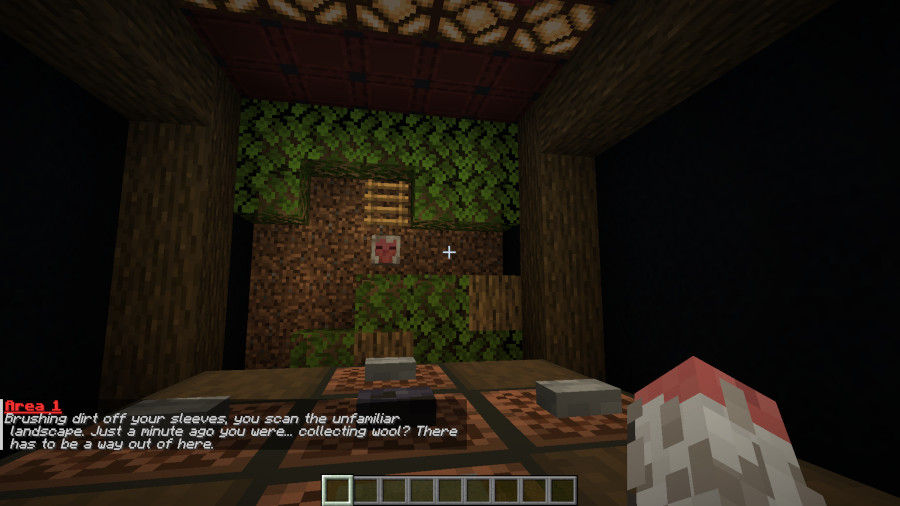 Area 1
Brushing dirt off your sleeves, you scan the unfamiliar
landscape. Just a minute ago you were... collecting wool? There
has to be a way out of here.